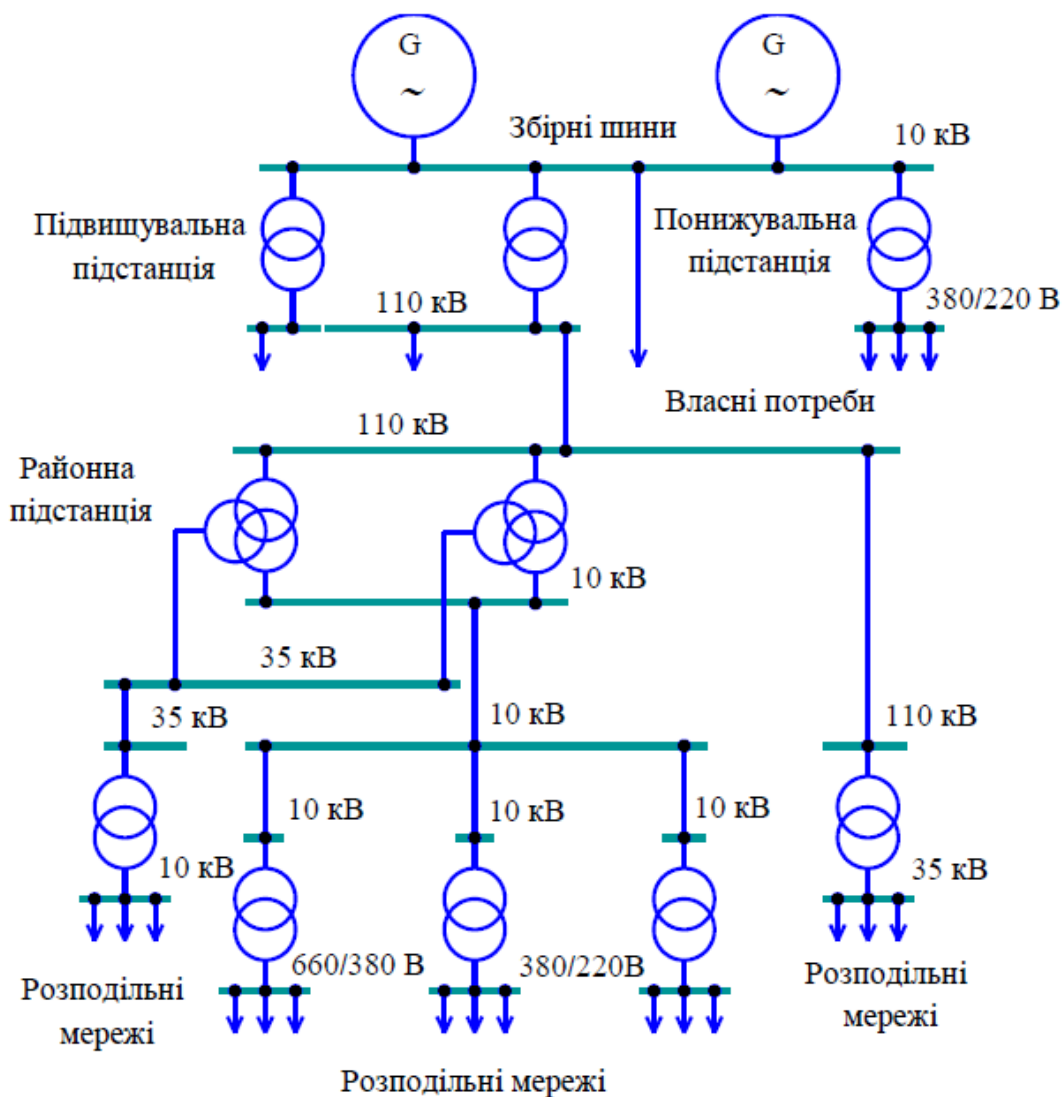 G
G
~
~
Збірні шини
10 кВ
Підвищувальна
підстанція
Понижувальна
підстанція
110 кВ
380/220 В
Власні потреби
110 кВ
Районна
підстанція
10 кВ
35 кВ
35 кВ
10 кВ
110 кВ
10 кВ
10 кВ
10 кВ
10 кВ
35 кВ
660/380 В
380/220В
Розподільні
мережі
Розподільні
мережі
Розподільні мережі